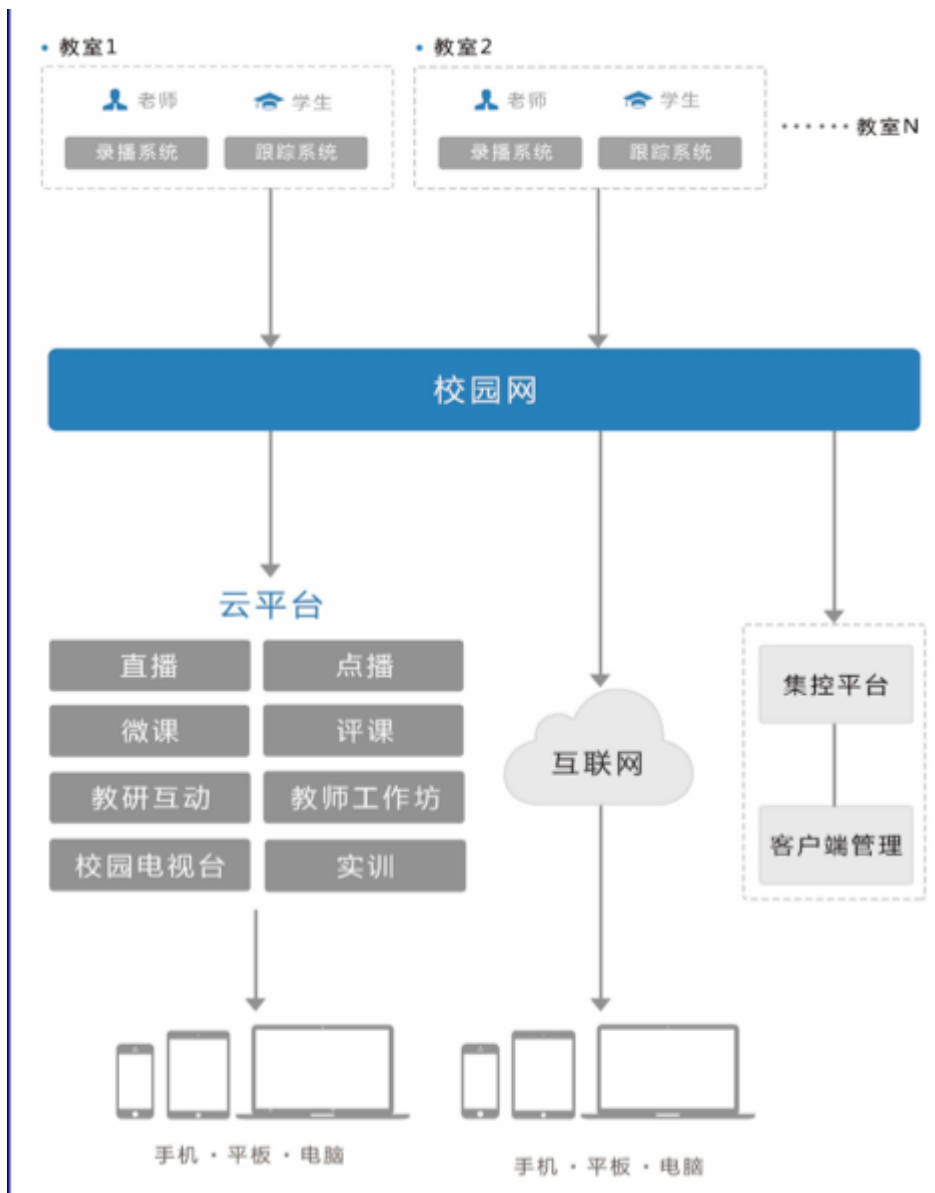 • 教室1
• 教室2
老师 学生
老师 学生
录播系统 跟踪系统
录播系统 跟踪系统
······ 教室N
校园网
云平台
直播 点播
微课 评课
教研互动 教师工作坊
校园电视台 实训
互联网
集控平台
客户端管理
手机 · 平板 · 电脑
手机 · 平板 · 电脑